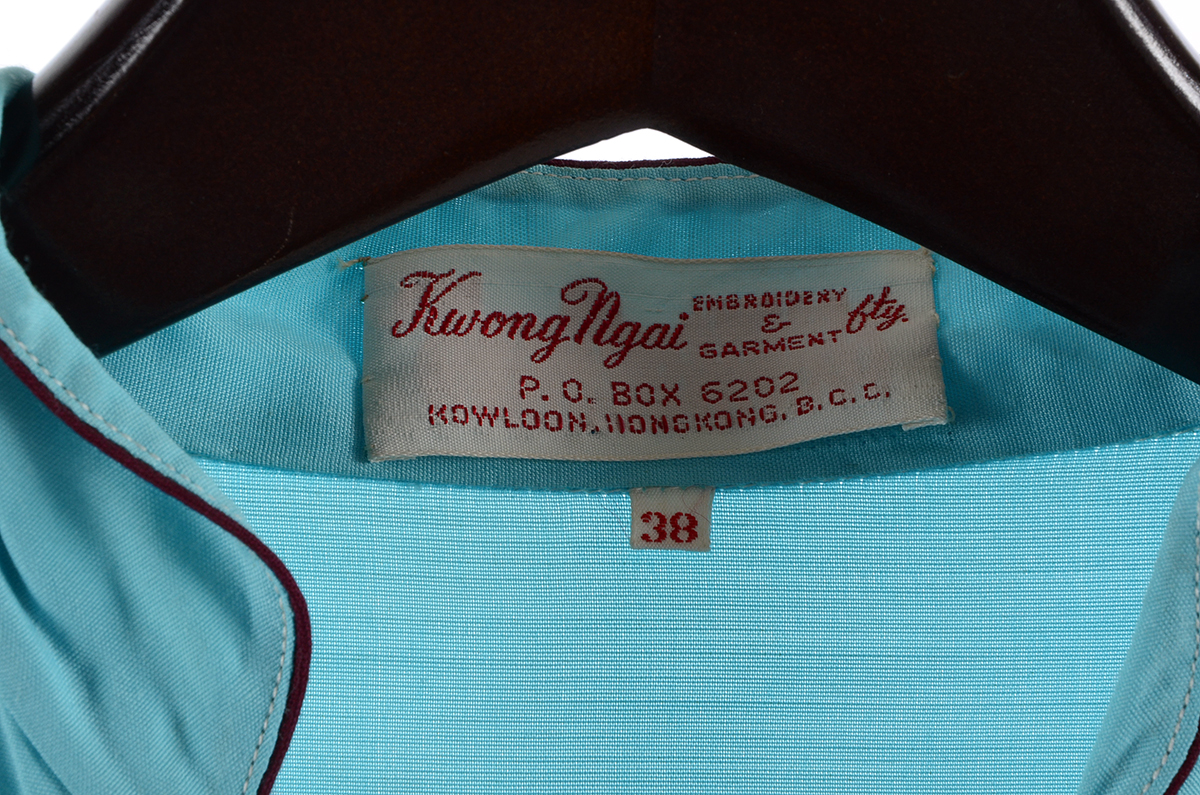 Kwong Ngai EMBROIDERY & GARMENT fty.
P. O. BOX 6202
KOWLOON, HONGKONG, B. C. C.
38